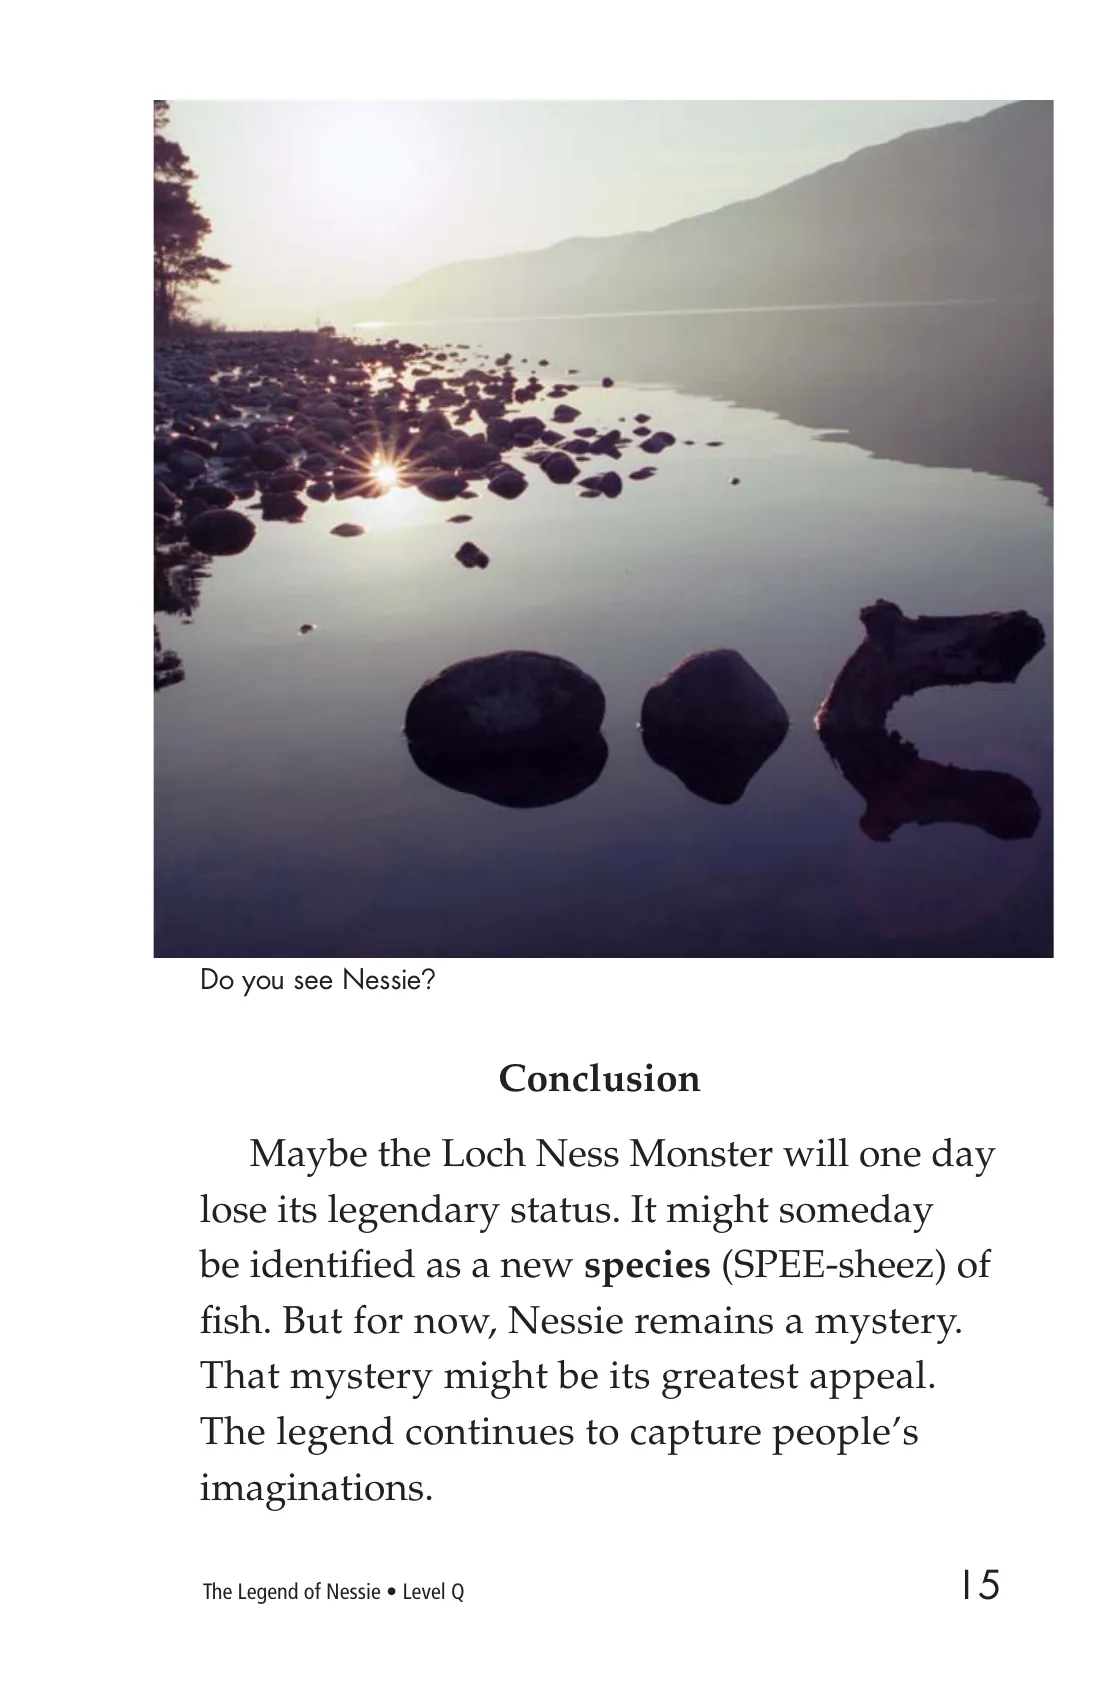 Do you see Nessie?
Conclusion
Maybe the Loch Ness Monster will one day
lose its legendary status. It might someday
be identified as a new species (SPEE-sheez) of
fish. But for now, Nessie remains a mystery.
That mystery might be its greatest appeal.
The legend continues to capture people’s
imaginations.
The Legend of Nessie • Level Q
15